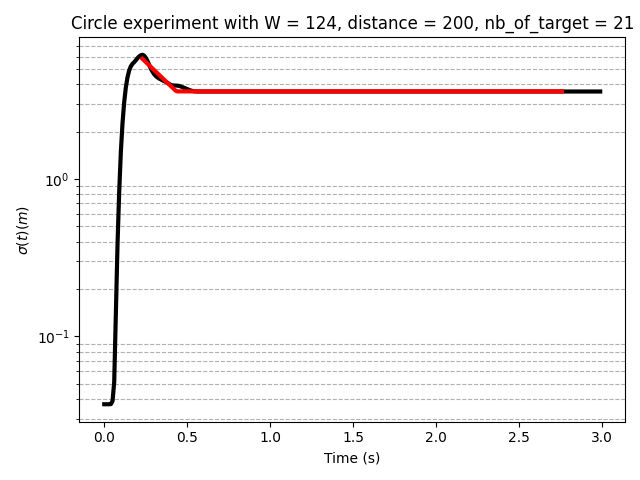 Circle experiment with W = 124, distance = 200, nb_of_target = 21
σ(t)(m)
10⁰
10⁻¹
0.0 0.5 1.0 1.5 2.0 2.5 3.0
Time (s)